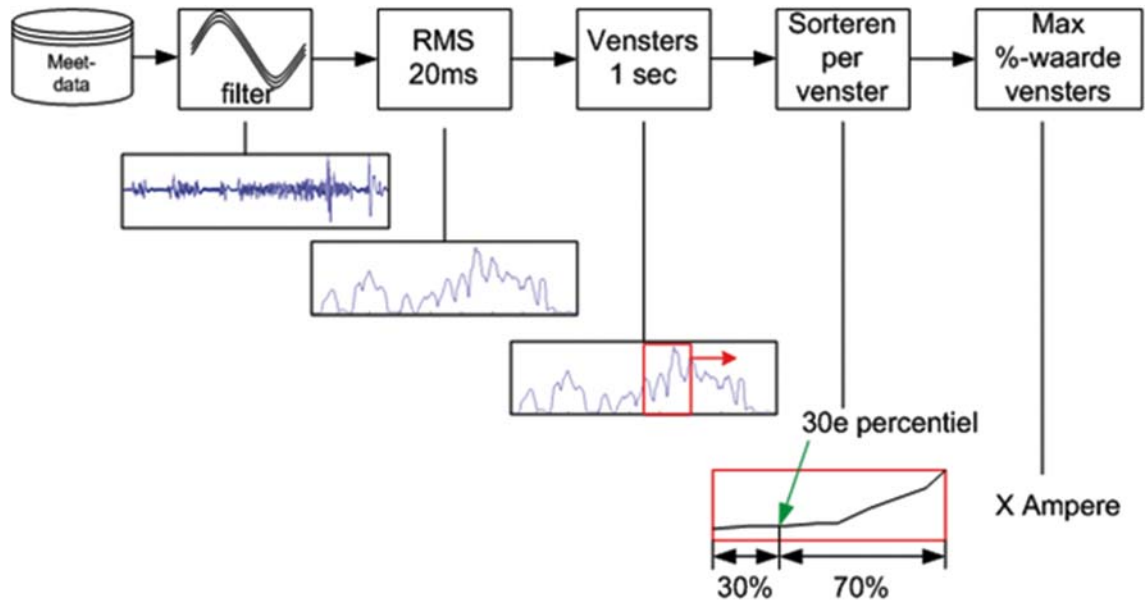 Meet-
data
filter
RMS
20ms
Vensters
1 sec
Sorteren
per
venster
Max
%-waarde
vensters
30e percentiel
X Ampere
30%
70%